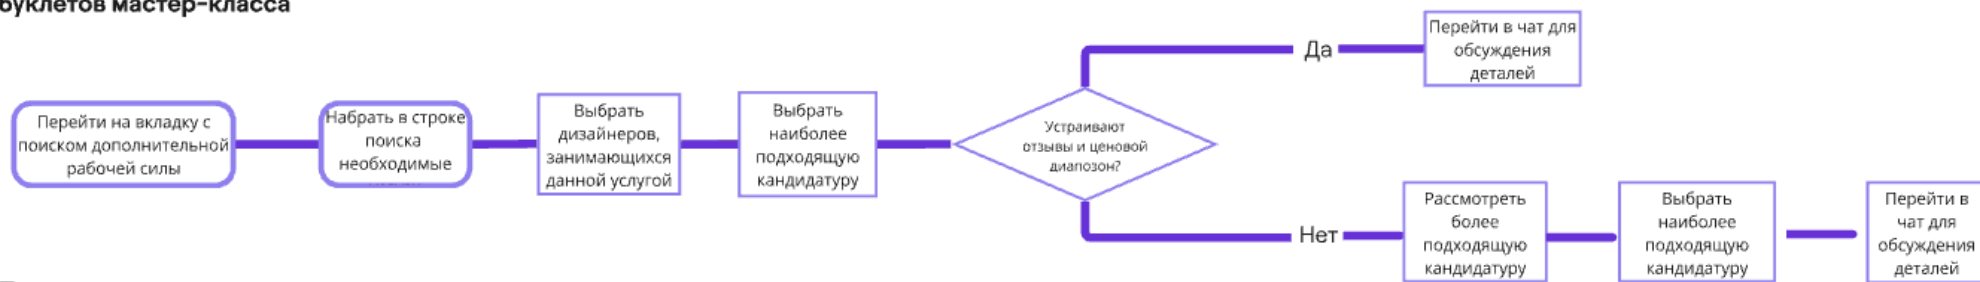 буклетов мастер-класса
Перейти на вкладку с
поиском дополнительной
рабочей силы
Набрать в строке
поиска
необходимые
Выбрать
дизайнеров,
занимающихся
данной услугой
Выбрать
наиболее
подходящую
кандидатуру
Устраивают
отзывы и ценовой
диапозон?
Да
Перейти в чат для
обсуждения
деталей
Нет
Рассмотреть
более
подходящую
кандидатуру
Выбрать
наиболее
подходящую
кандидатуру
Перейти в
чат для
обсуждения
деталей